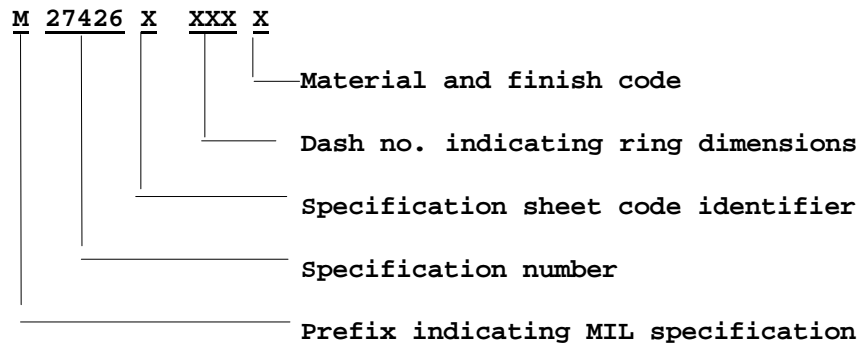 M 27426 X XXX X
Material and finish code
Dash no. indicating ring dimensions
Specification sheet code identifier
Specification number
Prefix indicating MIL specification